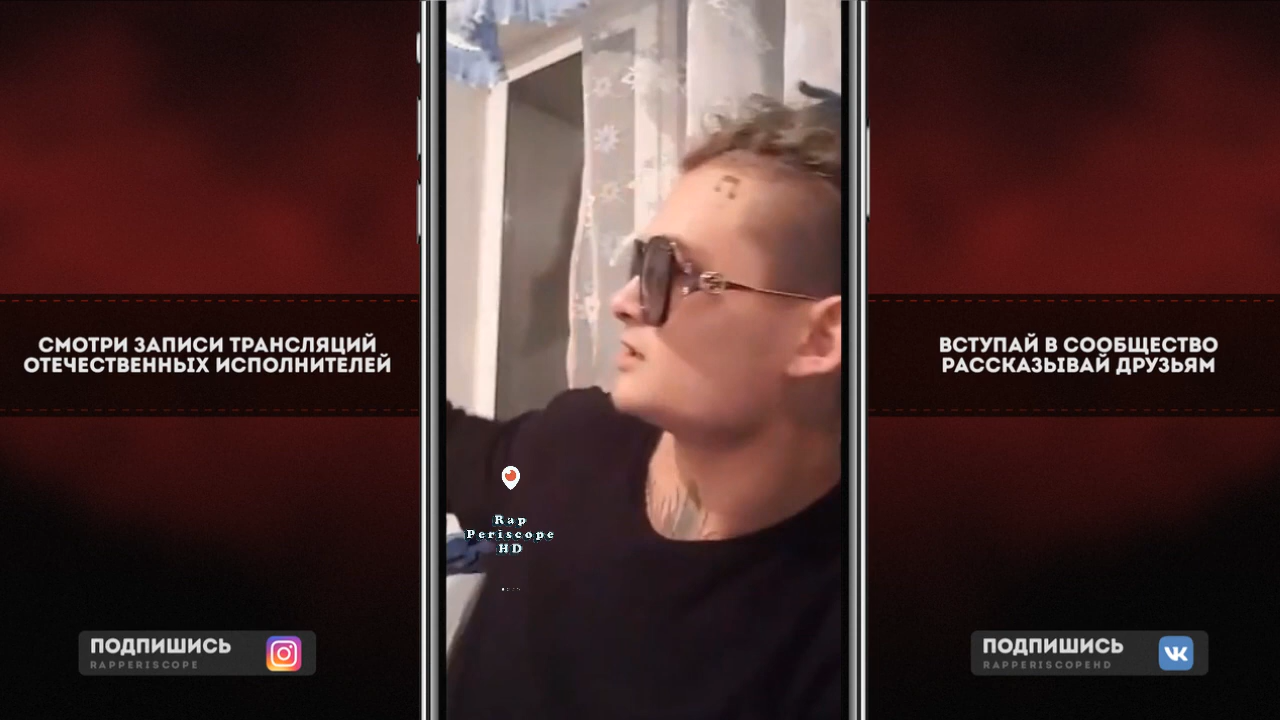 СМОТРИ ЗАПИСИ ТРАНСЛЯЦИЙ
ОТЕЧЕСТВЕННЫХ ИСПОЛНИТЕЛЕЙ
ВСТУПАЙ В СООБЩЕСТВО
РАССКАЗЫВАЙ ДРУЗЬЯМ
Rap
Periscope
HD
ПОДПИШИСЬ
RAPPERISCOPE
ПОДПИШИСЬ
RAPPERISCOPEHD